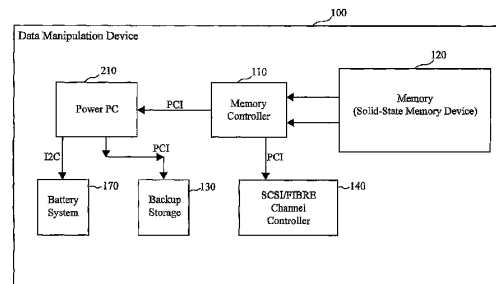 100
Data Manipulation Device
210
110
120
Power PC
PCI
Memory
Controller
Memory
(Solid-State Memory Device)
I2C
PCI
PCI
170
130
140
Battery
System
Backup
Storage
SCSI/FIBRE
Channel
Controller